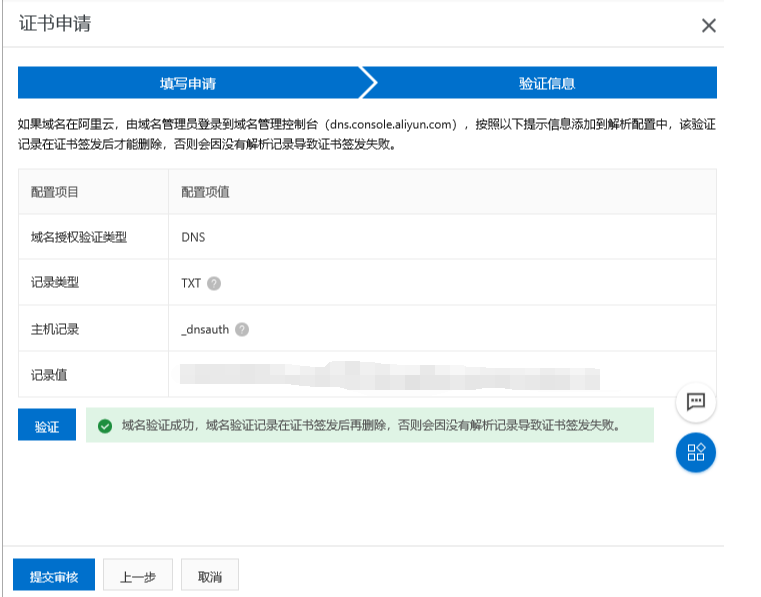 证书申请
填写申请
验证信息
如果域名在阿里云，由域名管理员登录到域名管理控制台（dns.console.aliyun.com），按照以下提示信息添加到解析配置中，该验证
记录在证书签发后才能删除，否则会因没有解析记录导致证书签发失败。
配置项目 配置项值
域名授权验证类型 DNS
记录类型 TXT ?
主机记录 _dnsauth ?
记录值
验证 域名验证成功，域名验证记录在证书签发后再删除，否则会因没有解析记录导致证书签发失败。
提交审核 上一步 取消